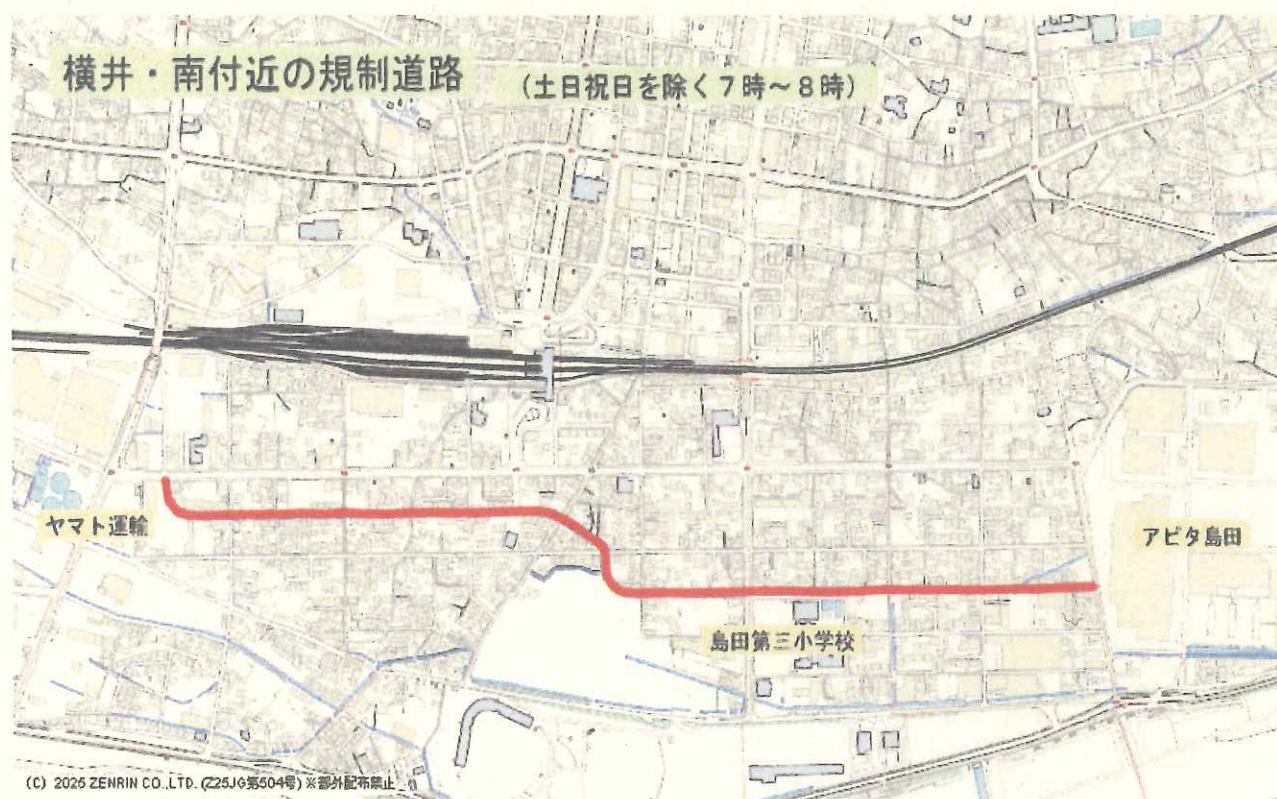 横井・南付近の規制道路
(土日祝日を除く7時~8時)
ヤマト運輸
アピタ島田
島田第三小学校
(C) 2025 ZENRIN CO.,LTD. (Z25JG第504号) ※部外配布禁止